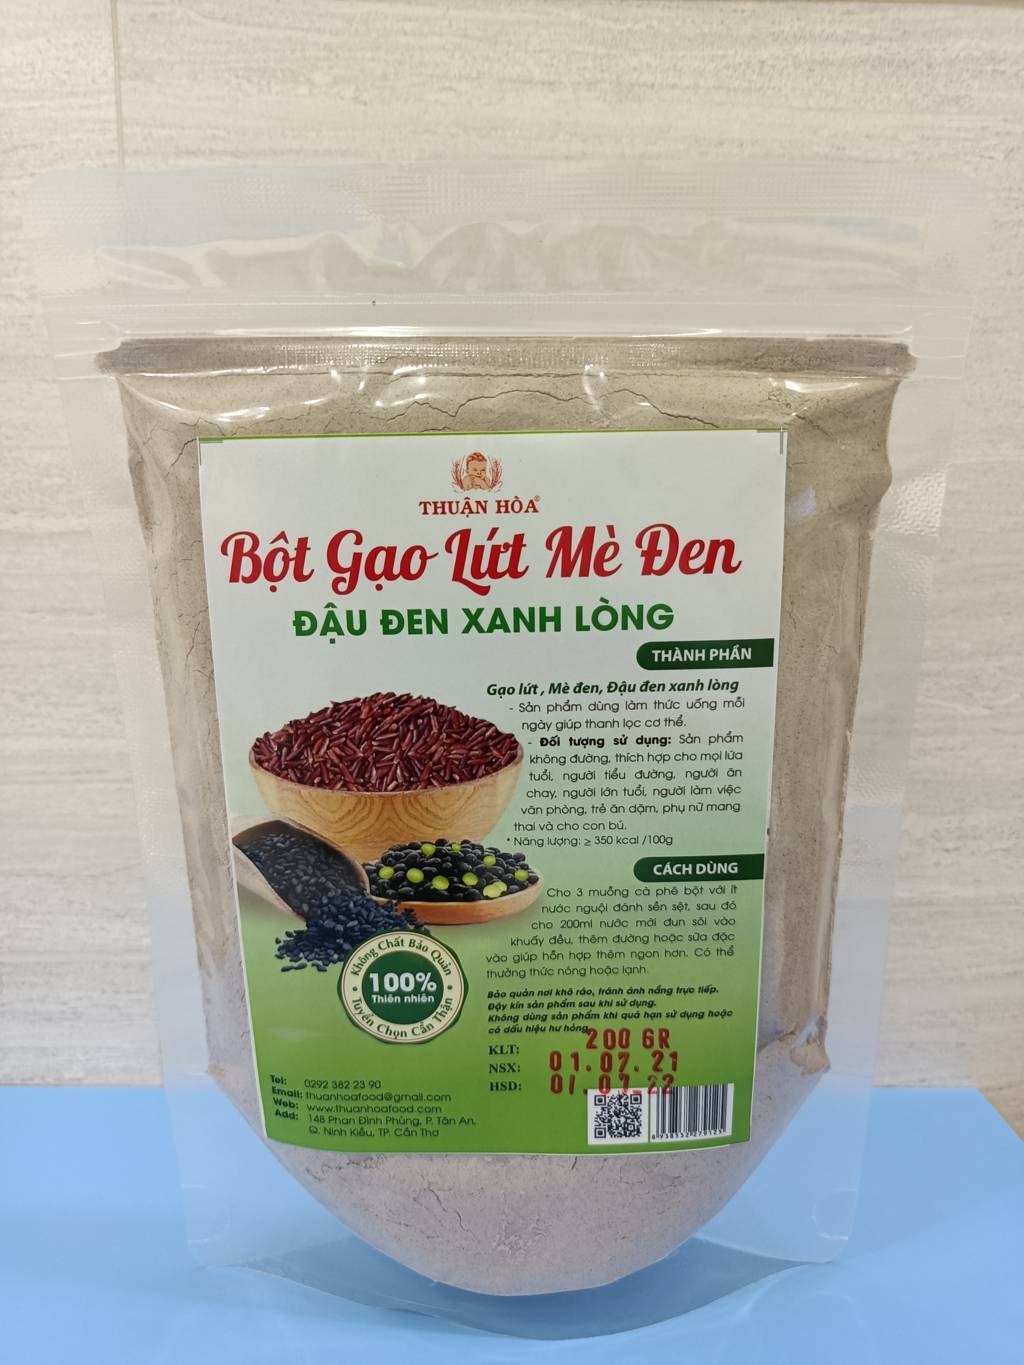 THUẬN HÒA®
Bột Gạo Lứt Mè Đen
ĐẬU ĐEN XANH LÒNG
THÀNH PHẦN
Gạo lứt , Mè đen, Đậu đen xanh lòng
- Sản phẩm dùng làm thức uống mỗi
ngày giúp thanh lọc cơ thể.
- Đối tượng sử dụng: Sản phẩm
không đường, thích hợp cho mọi lứa
tuổi, người tiểu đường, người ăn
chay, người lớn tuổi, người làm việc
văn phòng, trẻ ăn dặm, phụ nữ mang
thai và cho con bú.
* Năng lượng: ≥ 350 kcal /100g
CÁCH DÙNG
Cho 3 muỗng cà phê bột với ít
nước nguội đánh sền sệt, sau đó
cho 200ml nước mới đun sôi vào
khuấy đều, thêm đường hoặc sữa đặc
vào giúp hỗn hợp thêm ngon hơn. Có thể
thưởng thức nóng hoặc lạnh.
Bảo quản nơi khô ráo, tránh ánh nắng trực tiếp.
Đậy kín sản phẩm sau khi sử dụng.
Không dùng sản phẩm khi quá hạn sử dụng hoặc
có dấu hiệu hư hỏng.
Không Chất Bảo Quản
100%
Thiên nhiên
Tuyển Chọn Cẩn Thận
KLT: 200 GR
NSX: 01.07.21
HSD: 01.07.22
Tel: 0292 382 23 90
Email: thuanhoafood@gmail.com
Web: www.thuanhoafood.com
Add: 148 Phan Đình Phùng, P. Tân An,
Q. Ninh Kiều, TP. Cần Thơ